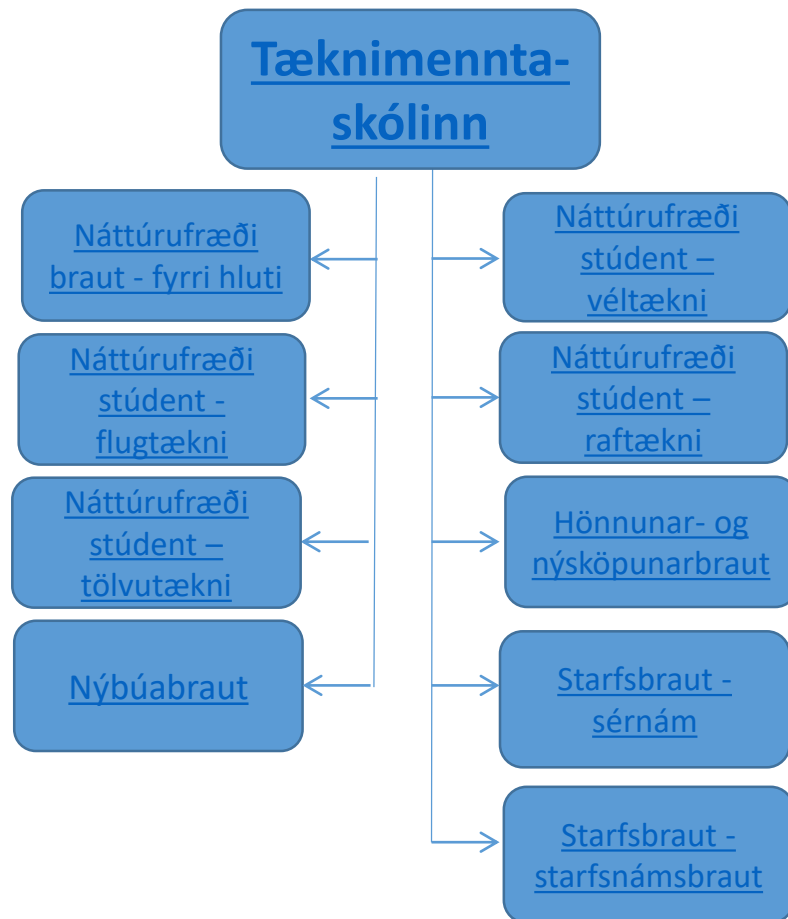 Tæknimennta-
skólinn
Náttúrufræði
braut - fyrri hluti
Náttúrufræði
stúdent -
flugtækni
Náttúrufræði
stúdent –
tölvutækni
Nýbúabraut
Náttúrufræði
stúdent –
véltækni
Náttúrufræði
stúdent –
raftækni
Hönnunar- og
nýsköpunarbraut
Starfsbraut -
sérnám
Starfsbraut -
starfsnámsbraut